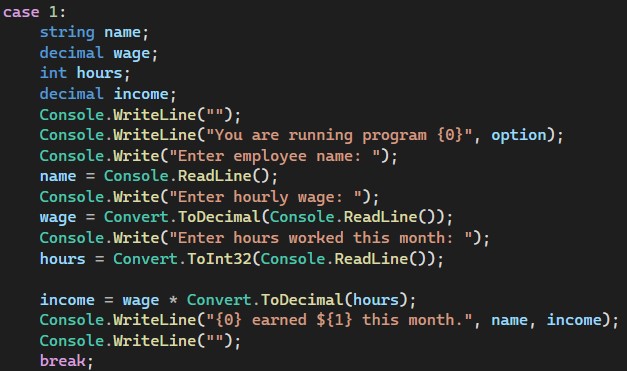 case 1:
    string name;
    decimal wage;
    int hours;
    decimal income;
    Console.WriteLine("");
    Console.WriteLine("You are running program {0}", option);
    Console.Write("Enter employee name: ");
    name = Console.ReadLine();
    Console.Write("Enter hourly wage: ");
    wage = Convert.ToDecimal(Console.ReadLine());
    Console.Write("Enter hours worked this month: ");
    hours = Convert.ToInt32(Console.ReadLine());

    income = wage * Convert.ToDecimal(hours);
    Console.WriteLine("{0} earned ${1} this month.", name, income);
    Console.WriteLine("");
    break;